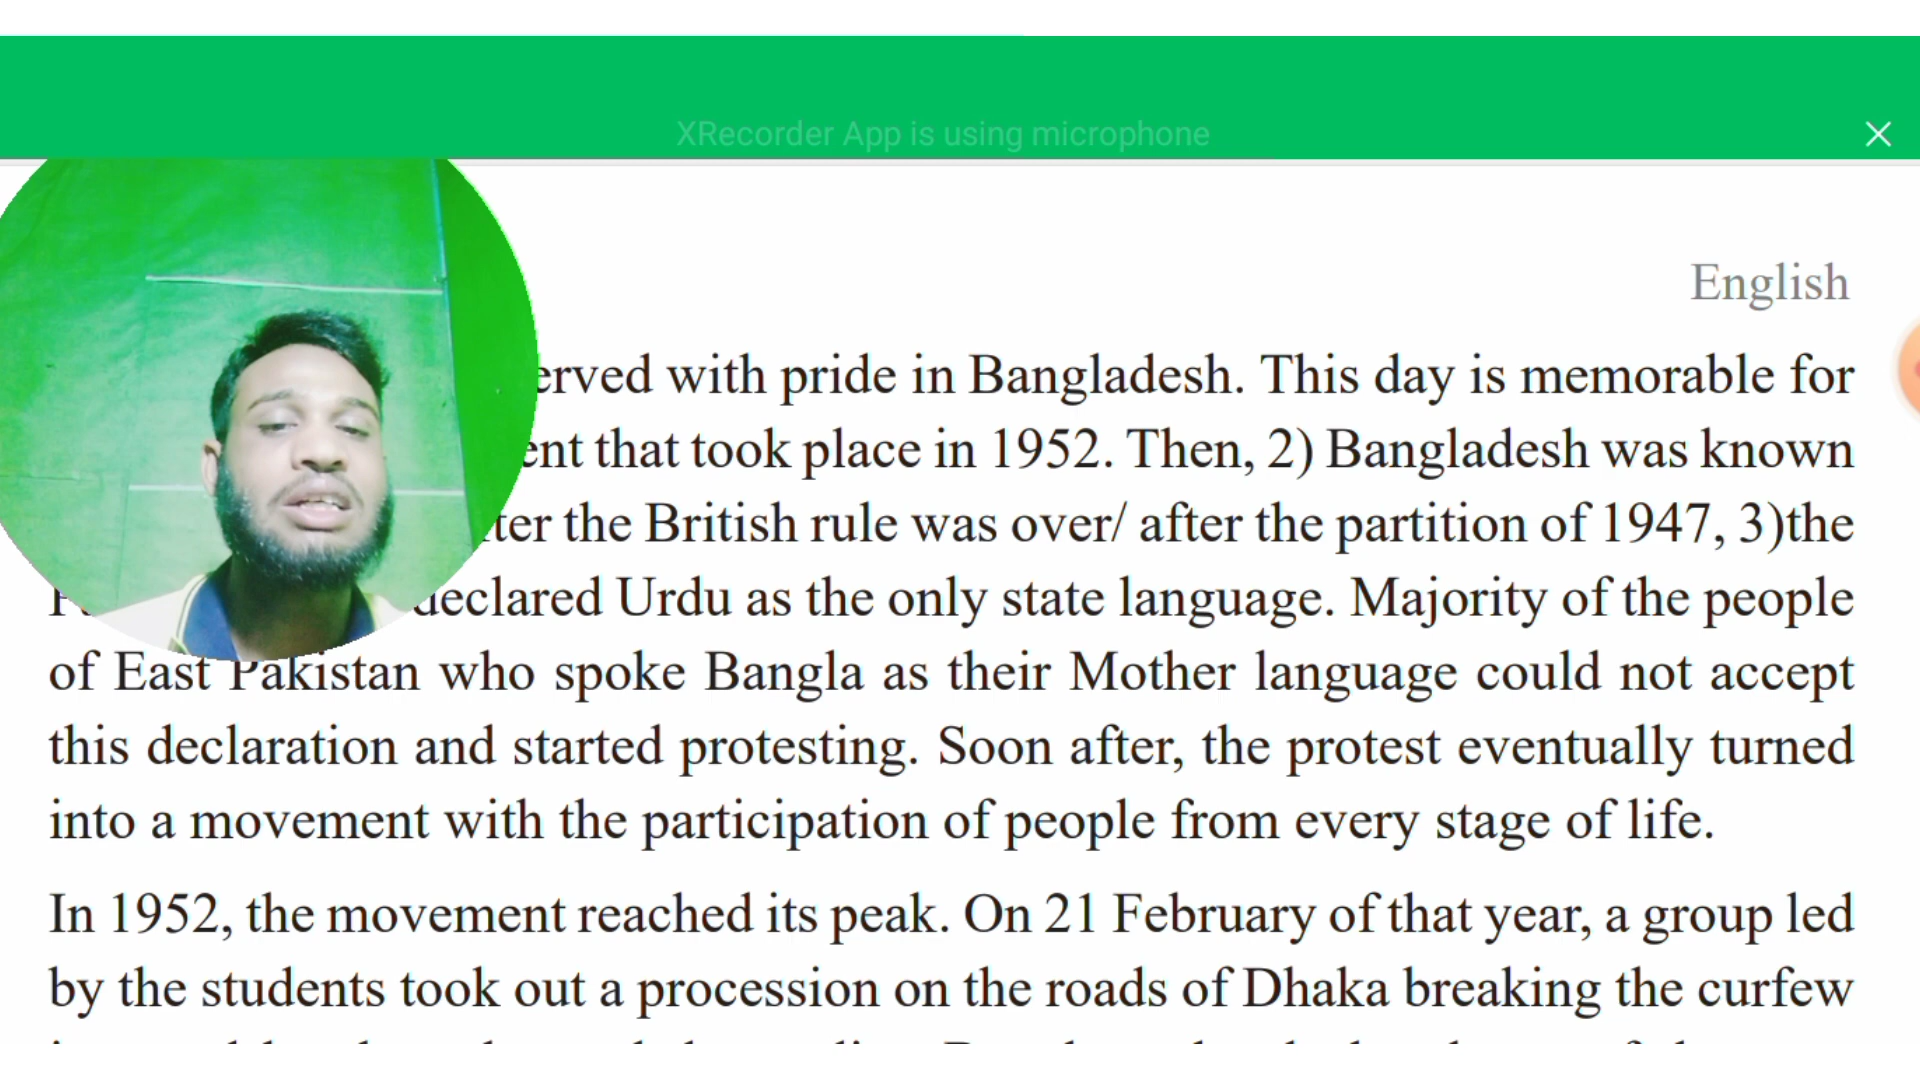 XRecorder App is using microphone
English
with pride in Bangladesh. This day is memorable for
that took place in 1952. Then, 2) Bangladesh was known
the British rule was over/ after the partition of 1947, 3)the
declared Urdu as the only state language. Majority of the people
of East Pakistan who spoke Bangla as their Mother language could not accept
this declaration and started protesting. Soon after, the protest eventually turned
into a movement with the participation of people from every stage of life.
In 1952, the movement reached its peak. On 21 February of that year, a group led
by the students took out a procession on the roads of Dhaka breaking the curfew